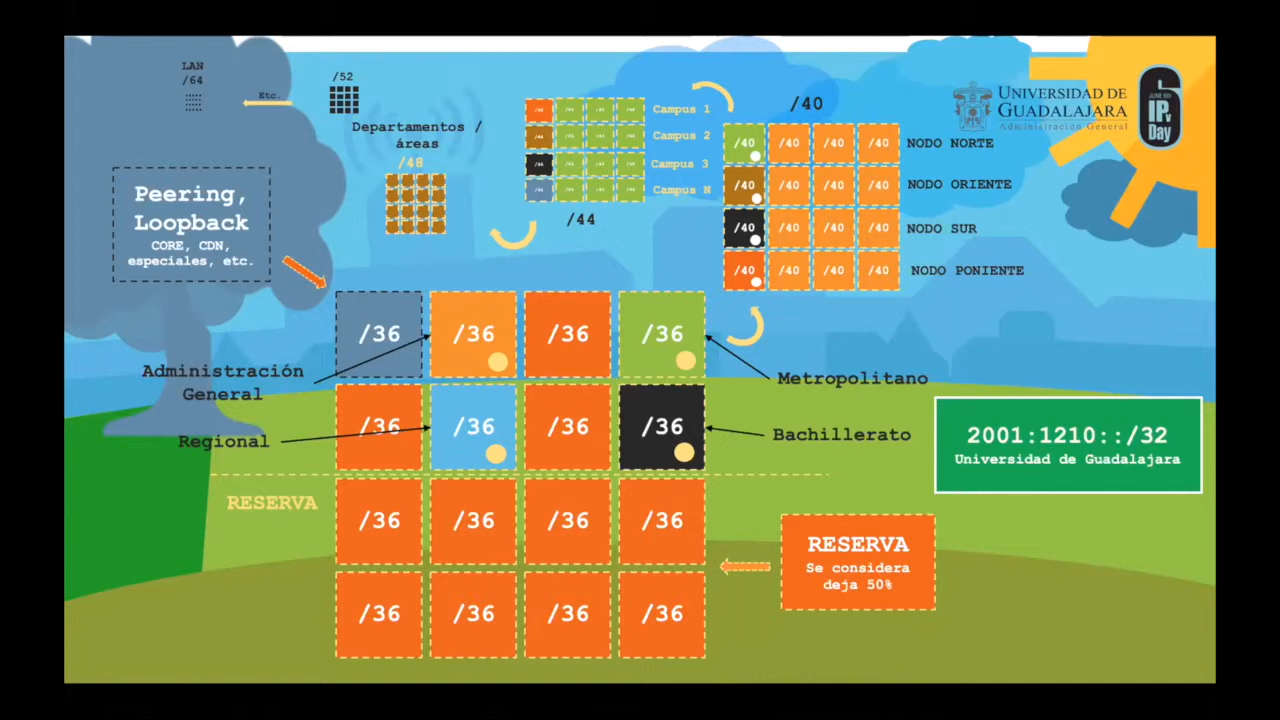 LAN
/64
Etc.
/52
Departamentos /
áreas
/48
Campus 1
Campus 2
Campus 3
Campus N
/44
/40
/40 /40 /40 /40 NODO NORTE
/40 /40 /40 /40 NODO ORIENTE
/40 /40 /40 /40 NODO SUR
/40 /40 /40 /40 NODO PONIENTE
UNIVERSIDAD DE
GUADALAJARA
Administración General
6
JUNE 6th
IPv
Day
Peering,
Loopback
CORE, CDN,
especiales, etc.
/36 /36 /36 /36
Administración
General
Metropolitano
/36 /36 /36 /36
Regional
Bachillerato
2001:1210::/32
Universidad de Guadalajara
RESERVA
/36 /36 /36 /36
RESERVA
Se considera
deja 50%
/36 /36 /36 /36